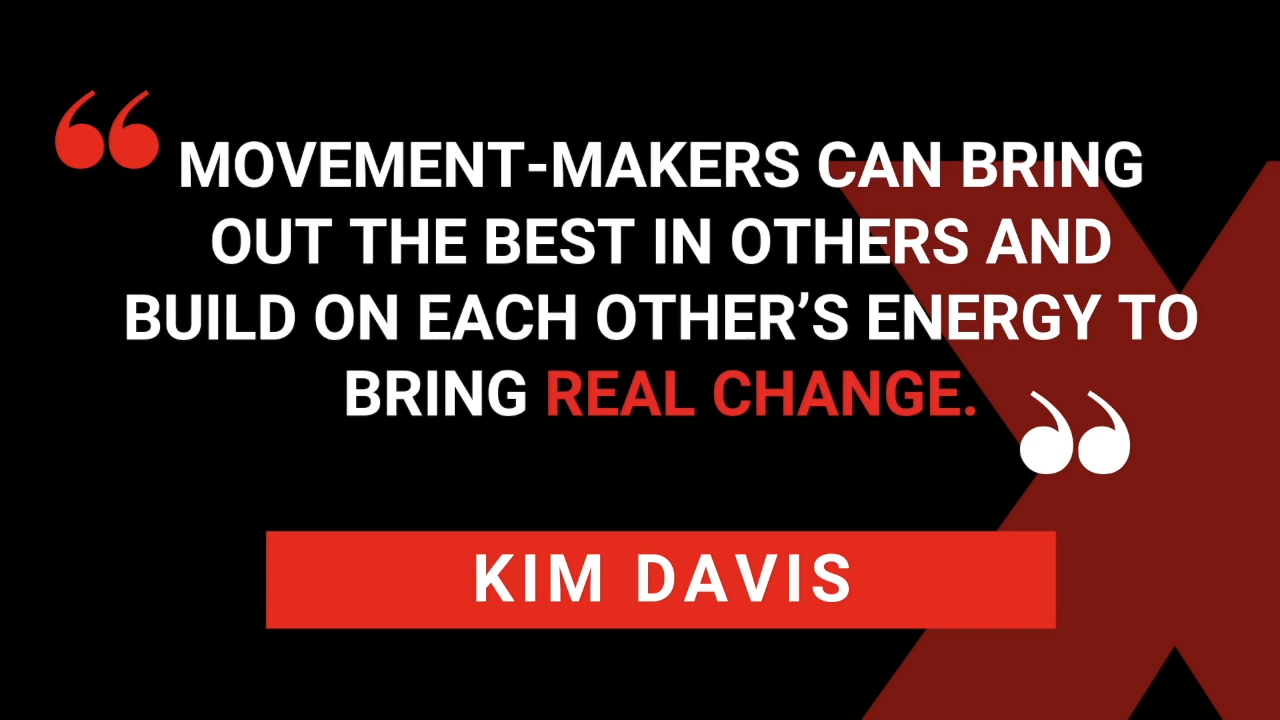 “ MOVEMENT-MAKERS CAN BRING
OUT THE BEST IN OTHERS AND
BUILD ON EACH OTHER’S ENERGY TO
BRING REAL CHANGE. ”
KIM DAVIS
X